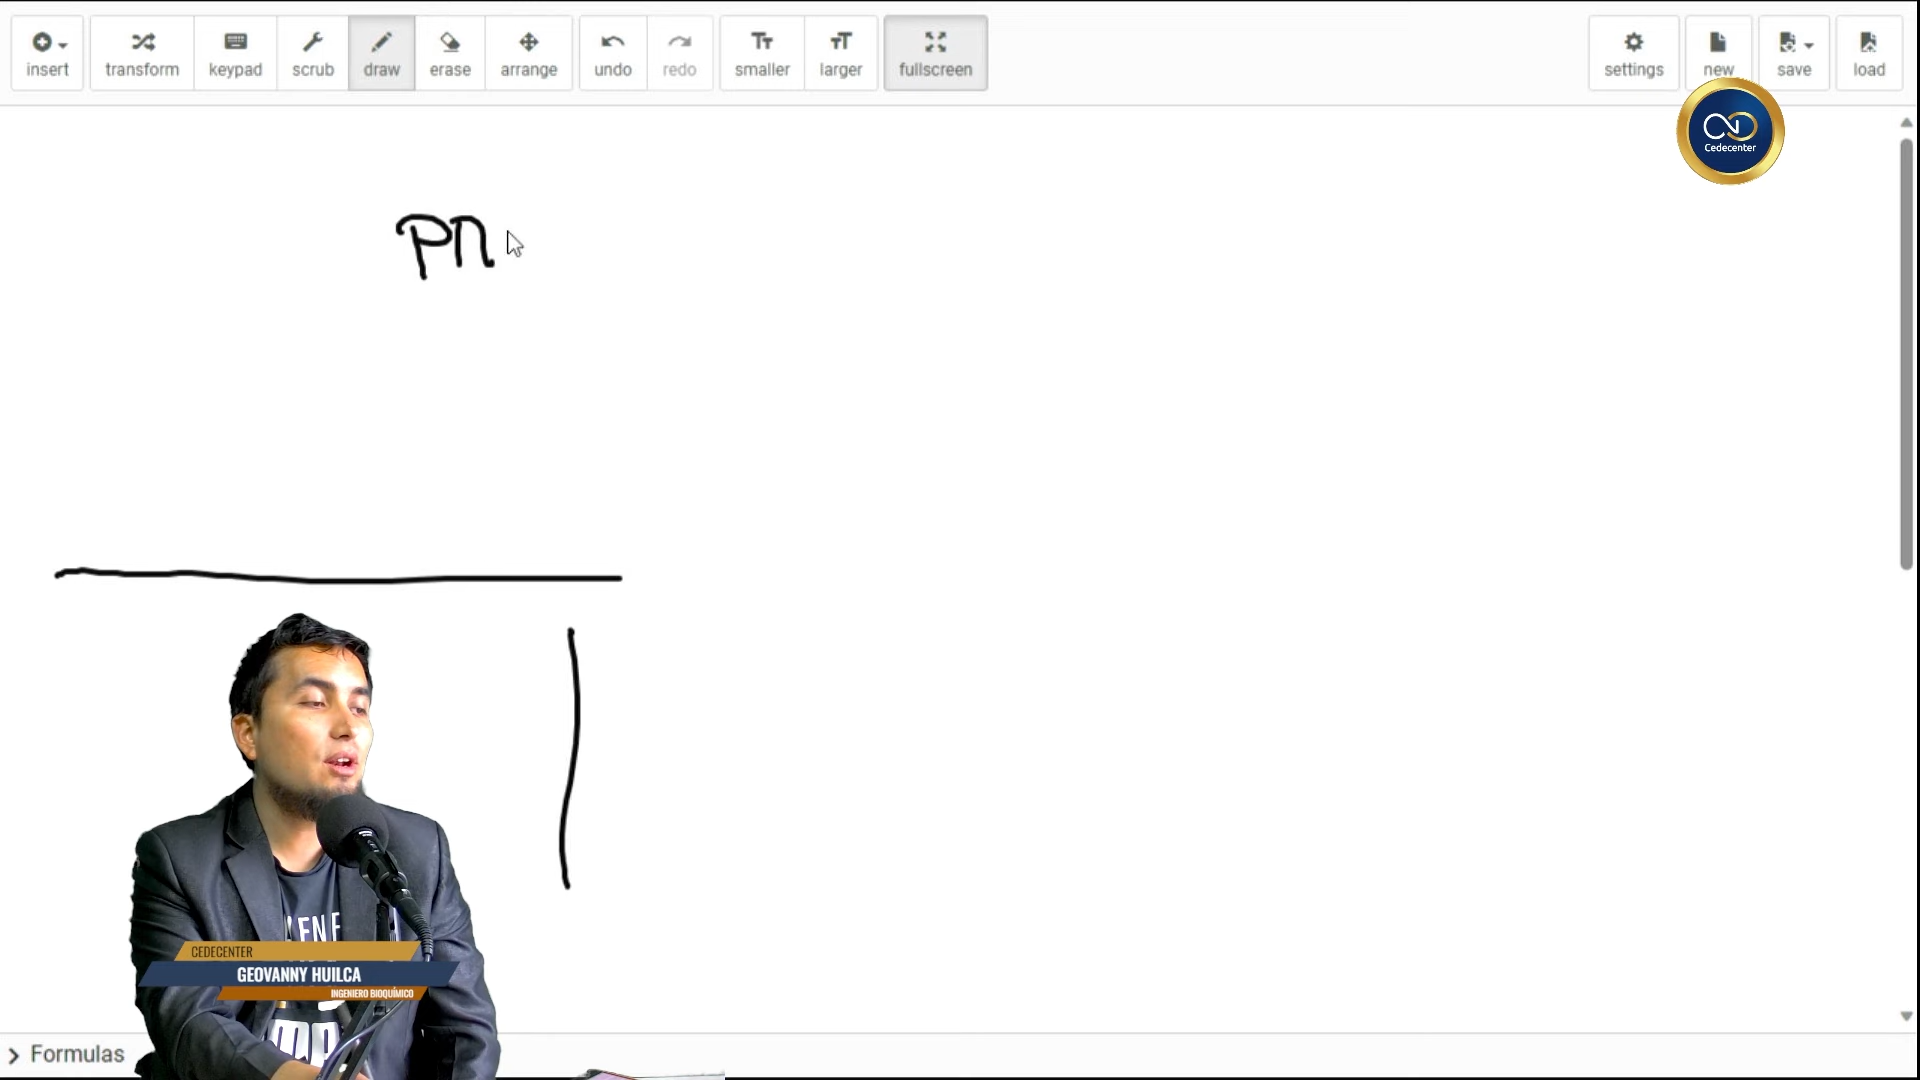 insert transform keypad scrub draw erase arrange undo redo smaller larger fullscreen settings new save load
Cedecenter
Pn
CEDECENTER
GEOVANNY HUILCA
INGENIERO BIOQUÍMICO
Formulas